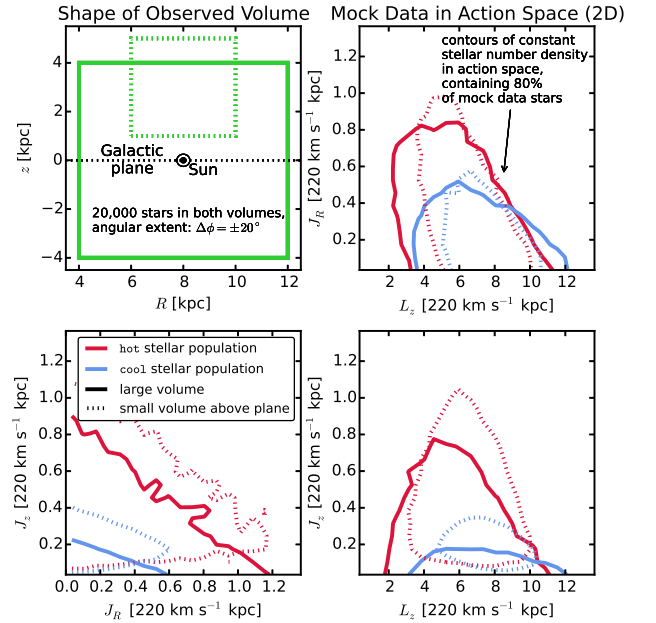 Shape of Observed Volume
Mock Data in Action Space (2D)
4
2
0
−2
−4
z [kpc]
Galactic
plane
Sun
20,000 stars in both volumes,
angular extent: Δϕ = ±20°
4 6 8 10 12
R [kpc]
1.2
1.0
0.8
0.6
0.4
0.2
J_R [220 km s⁻¹ kpc]
contours of constant
stellar number density
in action space,
containing 80%
of mock data stars
2 4 6 8 10 12
L_z [220 km s⁻¹ kpc]
1.2
1.0
0.8
0.6
0.4
0.2
J_z [220 km s⁻¹ kpc]
hot stellar population
cool stellar population
large volume
small volume above plane
0.0 0.2 0.4 0.6 0.8 1.0 1.2
J_R [220 km s⁻¹ kpc]
1.2
1.0
0.8
0.6
0.4
0.2
J_z [220 km s⁻¹ kpc]
2 4 6 8 10 12
L_z [220 km s⁻¹ kpc]